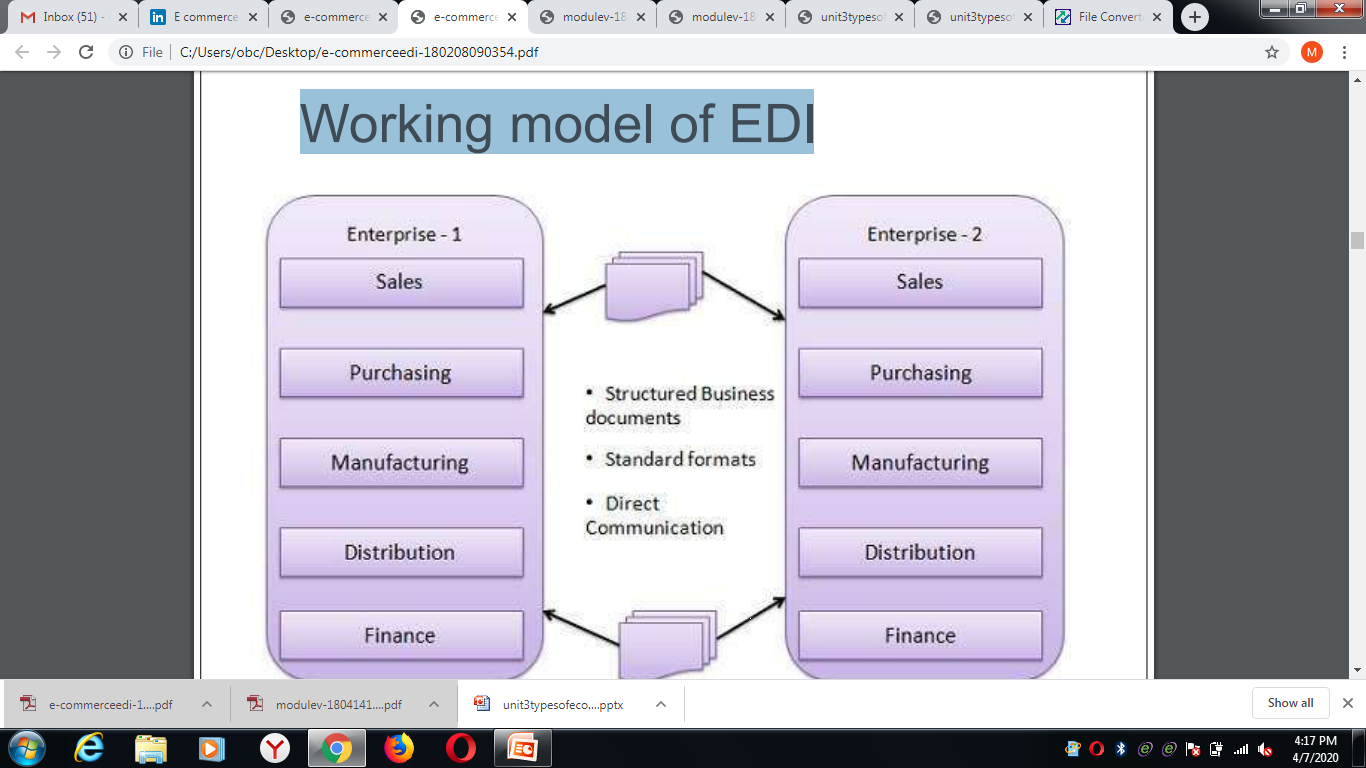 Inbox (51) -
E commerce
e-commerce
e-commerce
modulev-18
modulev-18
unit3typesof
unit3typesof
File Convert
File
C:/Users/obc/Desktop/e-commerceedi-180208090354.pdf
M
Working model of EDI
Enterprise - 1
Sales
Purchasing
Manufacturing
Distribution
Finance
• Structured Business
documents
• Standard formats
• Direct
Communication
Enterprise - 2
Sales
Purchasing
Manufacturing
Distribution
Finance
e-commerceedi-1....pdf
modulev-1804141....pdf
unit3typesofeco....pptx
Show all
4:17 PM
4/7/2020